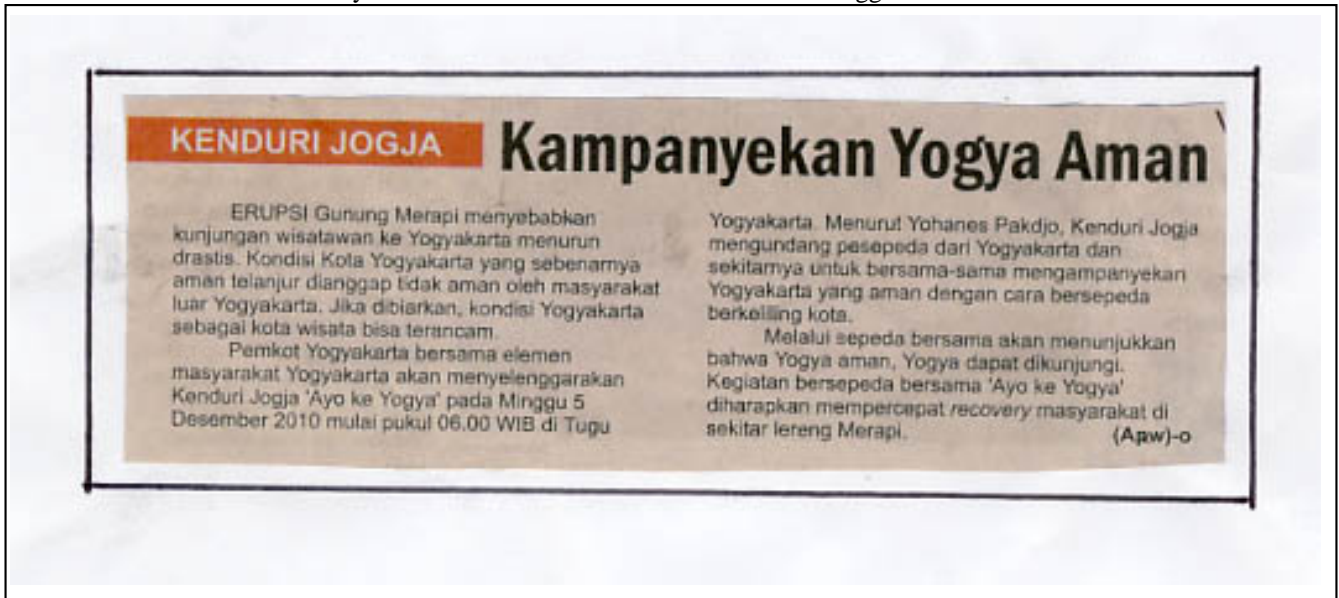 KENDURI JOGJA
Kampanyekan Yogya Aman
ERUPSI Gunung Merapi menyebabkan
kunjungan wisatawan ke Yogyakarta menurun
drastis. Kondisi Kota Yogyakarta yang sebenarnya
aman telanjur dianggap tidak aman oleh masyarakat
luar Yogyakarta. Jika dibiarkan, kondisi Yogyakarta
sebagai kota wisata bisa terancam.
Pemkot Yogyakarta bersama elemen
masyarakat Yogyakarta akan menyelenggarakan
Kenduri Jogja 'Ayo ke Yogya' pada Minggu 5
Desember 2010 mulai pukul 06.00 WIB di Tugu
Yogyakarta. Menurut Yohanes Pakdjo, Kenduri Jogja
mengundang pesepeda dari Yogyakarta dan
sekitarnya untuk bersama-sama mengampanyekan
Yogyakarta yang aman dengan cara bersepeda
berkeliling kota.
Melalui sepeda bersama akan menunjukkan
bahwa Yogya aman, Yogya dapat dikunjungi.
Kegiatan bersepeda bersama 'Ayo ke Yogya'
diharapkan mempercepat recovery masyarakat di
sekitar lereng Merapi. (Apw)-o